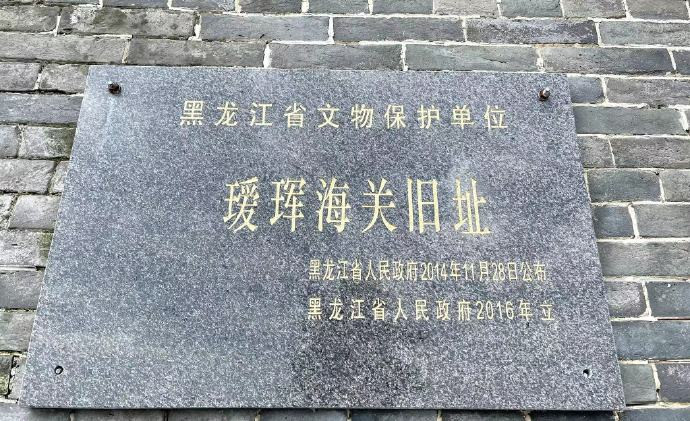 黑龙江省文物保护单位
瑷珲海关旧址
黑龙江省人民政府2014年11月28日公布
黑龙江省人民政府2016年立